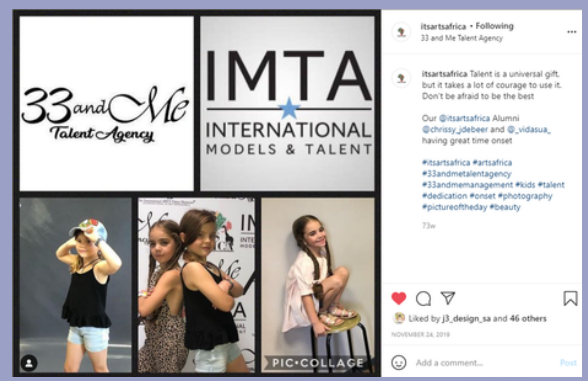 33 and Me
Talent Agency
IMTA
INTERNATIONAL
MODELS & TALENT
PIC•COLLAGE
itsartsafrica • Following
33 and Me Talent Agency
itsartsafrica Talent is a universal gift,
but it takes a lot of courage to use it.
Don't be afraid to be the best
Our @itsartsafrica Alumni
@chrissy_jdebeer and @_vidasua_
having great time onset
#itsartsafrica #artsafrica
#33andmetalentagency
#33andmemanagement #kids #talent
#dedication #onset #photography
#pictureoftheday #beauty
73w
Liked by j3_design_sa and 46 others
NOVEMBER 24, 2019
Add a comment...
Post